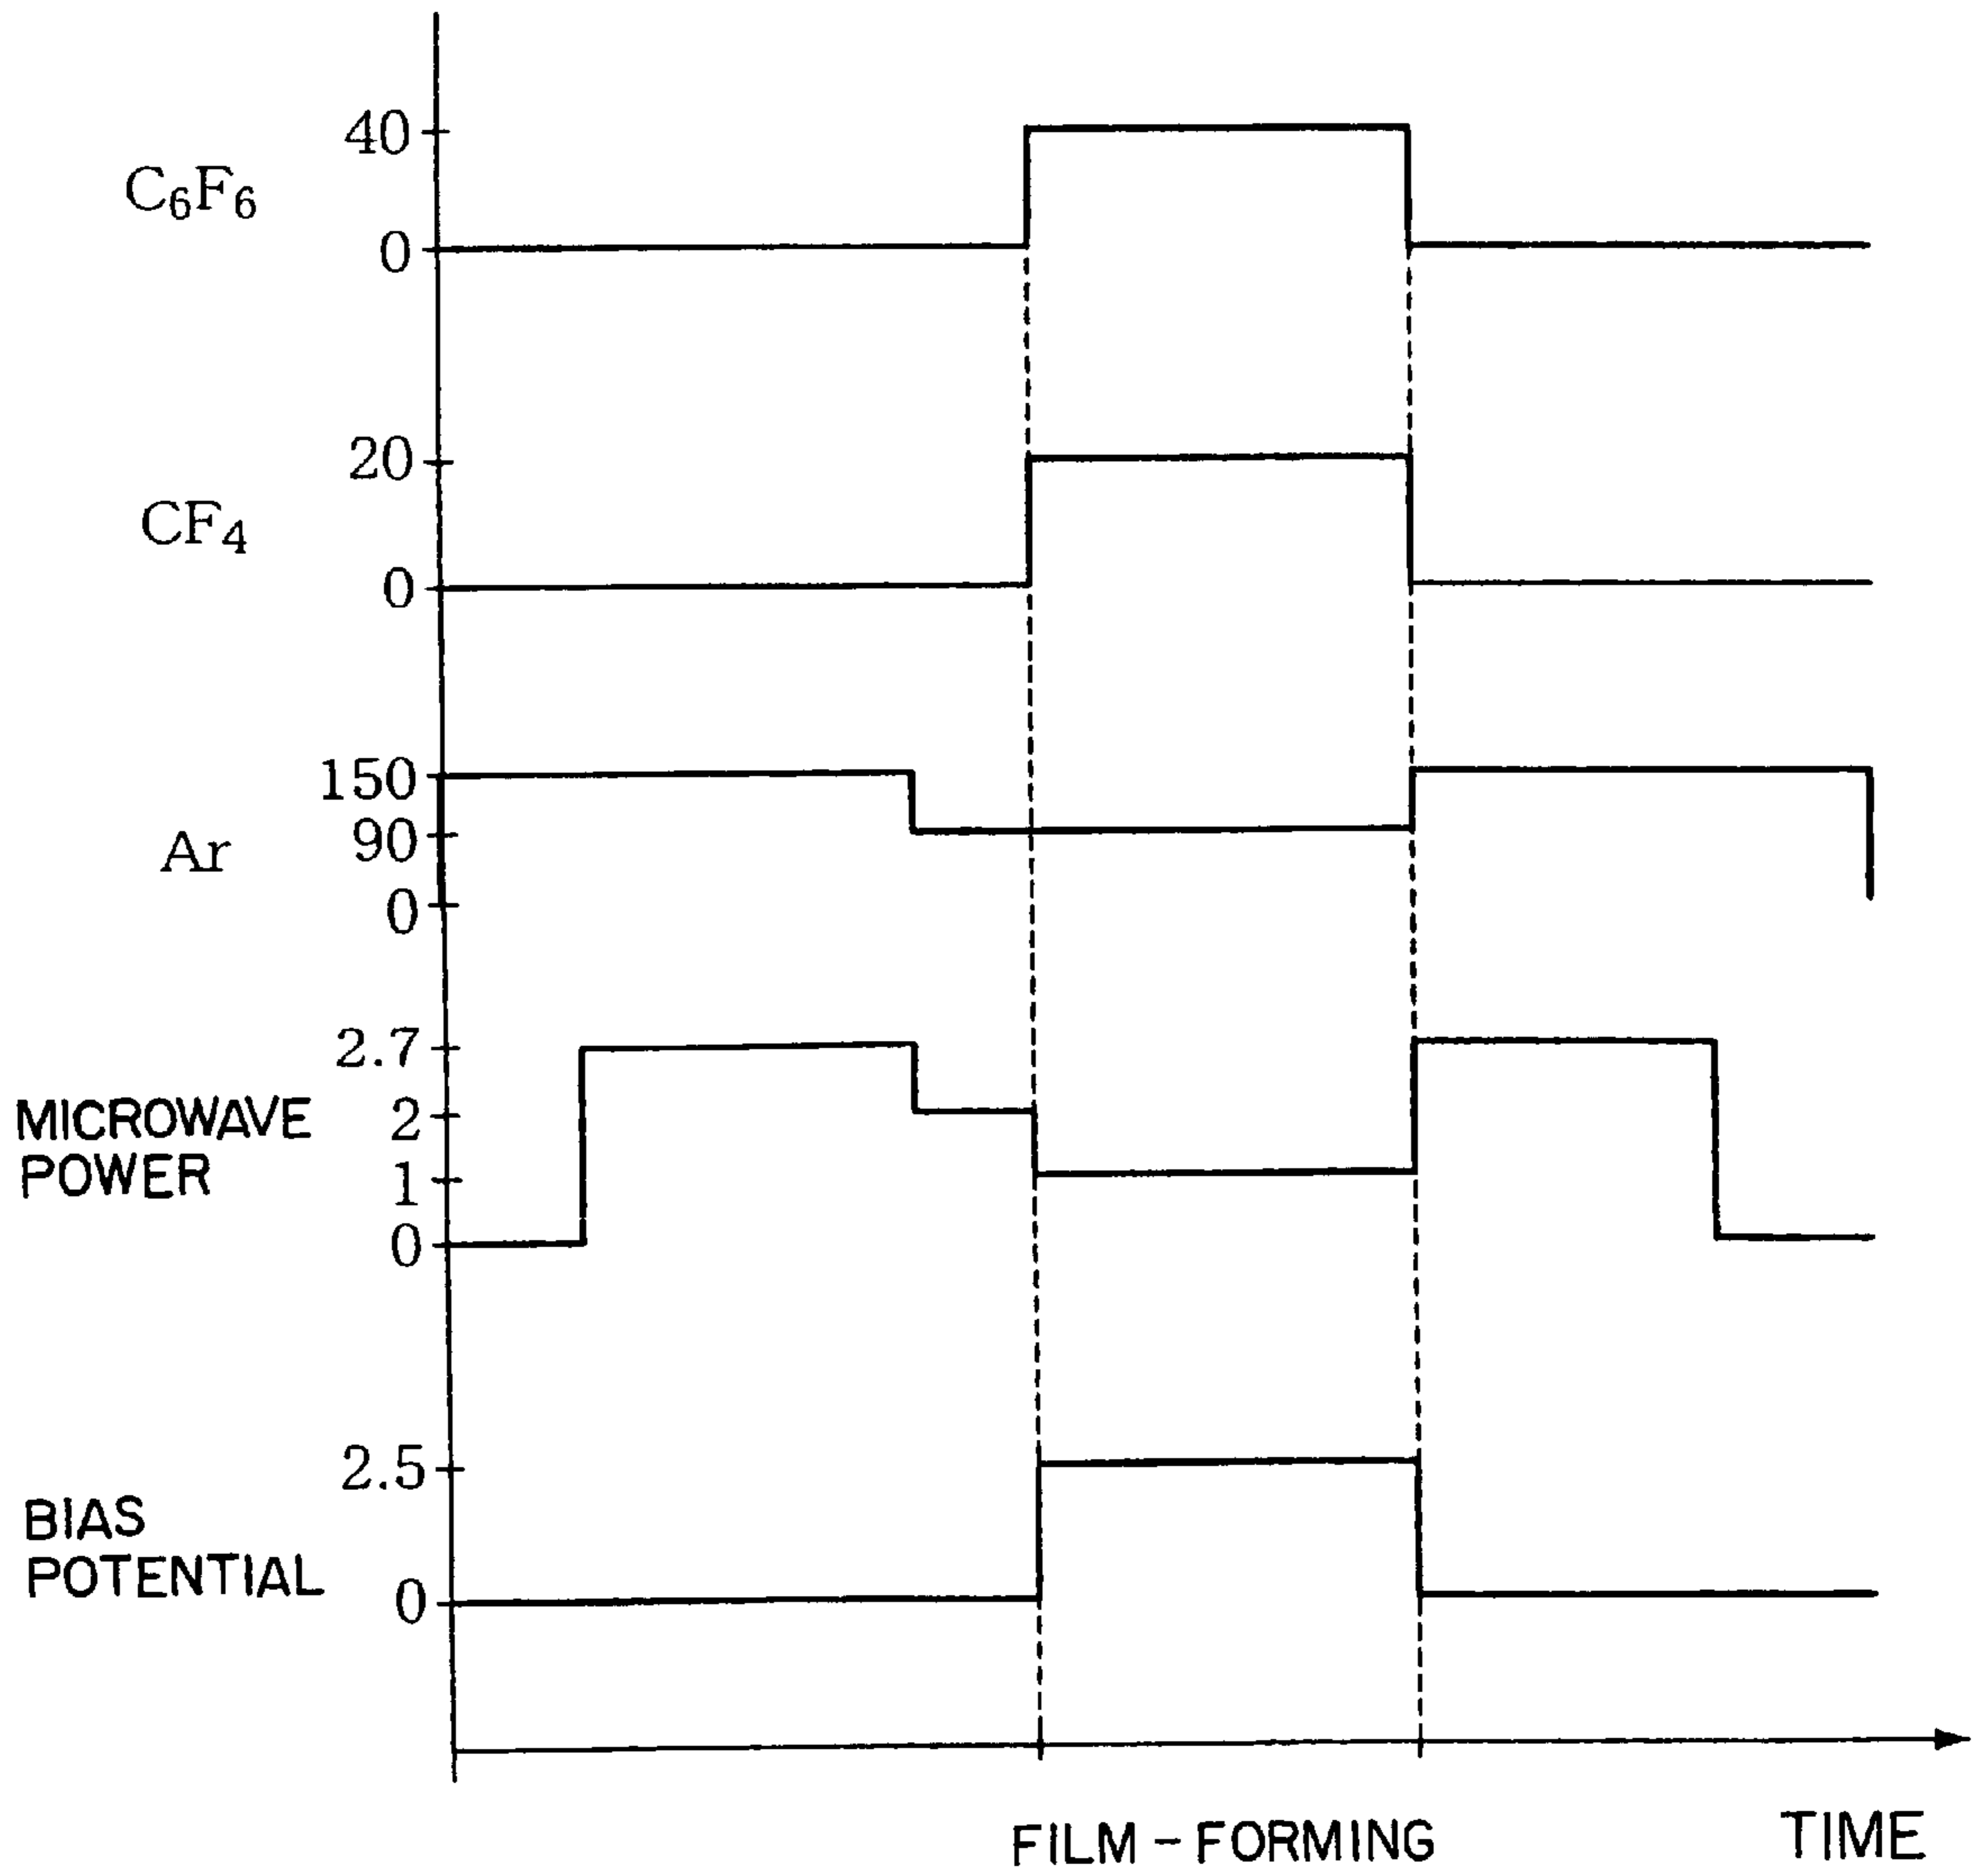 40
C₆F₆
0
20
CF₄
0
150
90
Ar
0
2.7
MICROWAVE
POWER
2
1
0
2.5
BIAS
POTENTIAL
0
FILM-FORMING
TIME